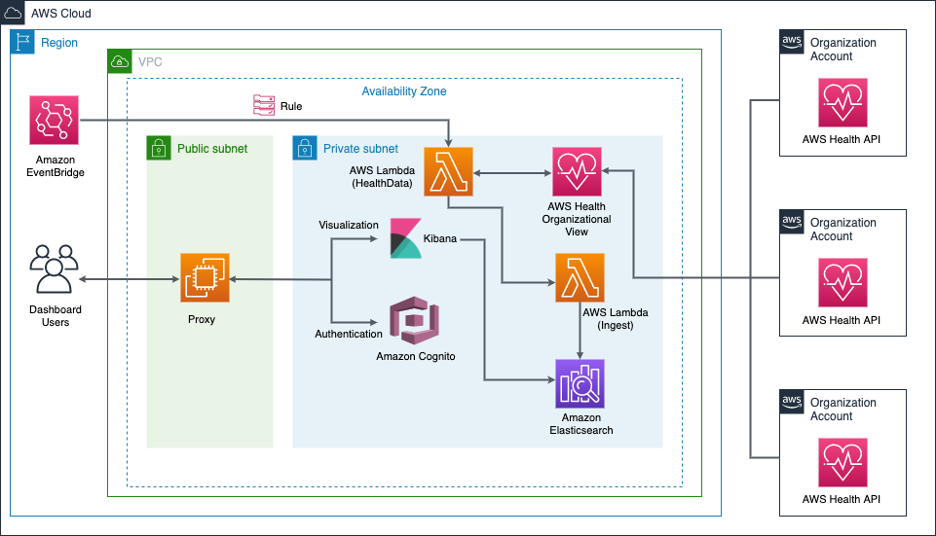 AWS Cloud
Region
VPC
Availability Zone
Rule
Amazon
EventBridge
Public subnet
Private subnet
AWS Lambda
(HealthData)
AWS Health
Organizational
View
Visualization
Kibana
Dashboard
Users
Proxy
Authentication
Amazon Cognito
AWS Lambda
(Ingest)
Amazon
Elasticsearch
aws
Organization
Account
AWS Health API
aws
Organization
Account
AWS Health API
aws
Organization
Account
AWS Health API